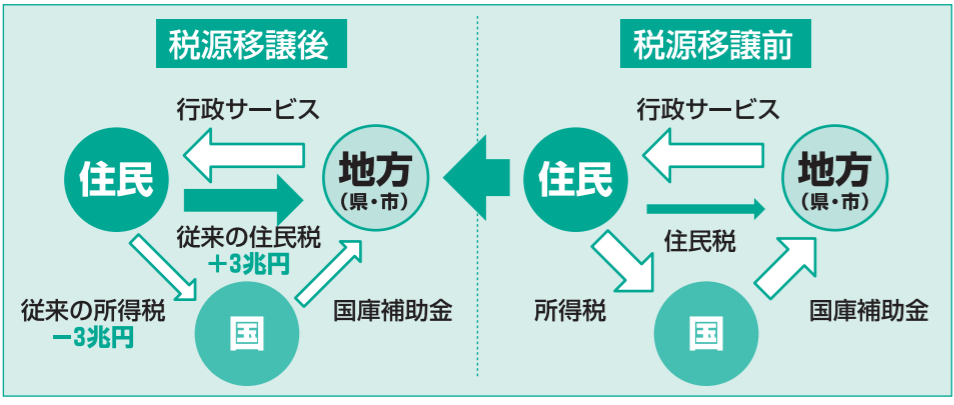 税源移譲後
行政サービス
住民
地方
（県・市）
従来の住民税
＋3兆円
従来の所得税
－3兆円
国
国庫補助金
税源移譲前
行政サービス
住民
地方
（県・市）
住民税
所得税
国
国庫補助金